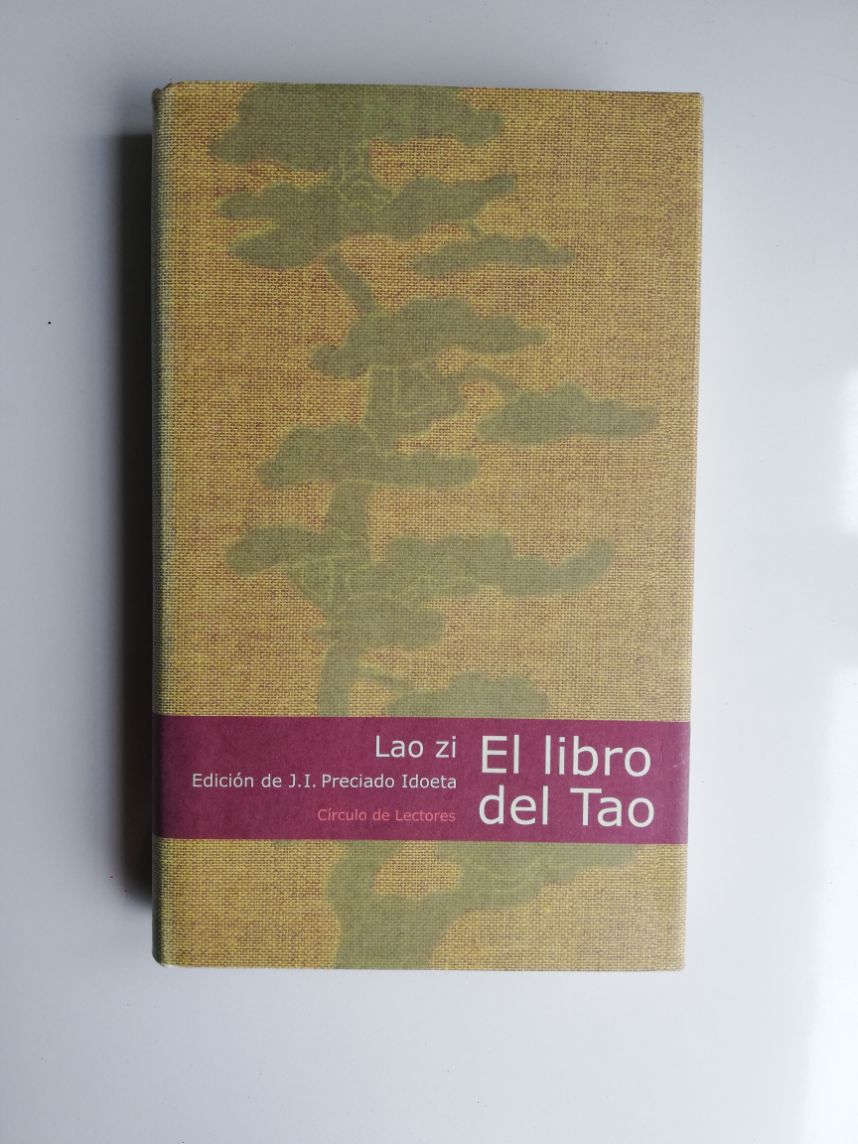 Lao zi
Edición de J.I. Preciado Idoeta
Círculo de Lectores
El libro
del Tao